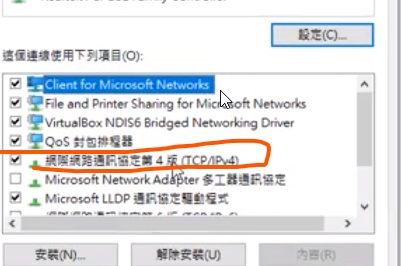 設定(C)...
這個連線使用下列項目(O):
Client for Microsoft Networks
File and Printer Sharing for Microsoft Networks
VirtualBox NDIS6 Bridged Networking Driver
QoS 封包排程器
網際網路通訊協定第 4 版 (TCP/IPv4)
Microsoft Network Adapter 多工器通訊協定
Microsoft LLDP 通訊協定驅動程式
安裝(N)...
解除安裝(U)
內容(R)